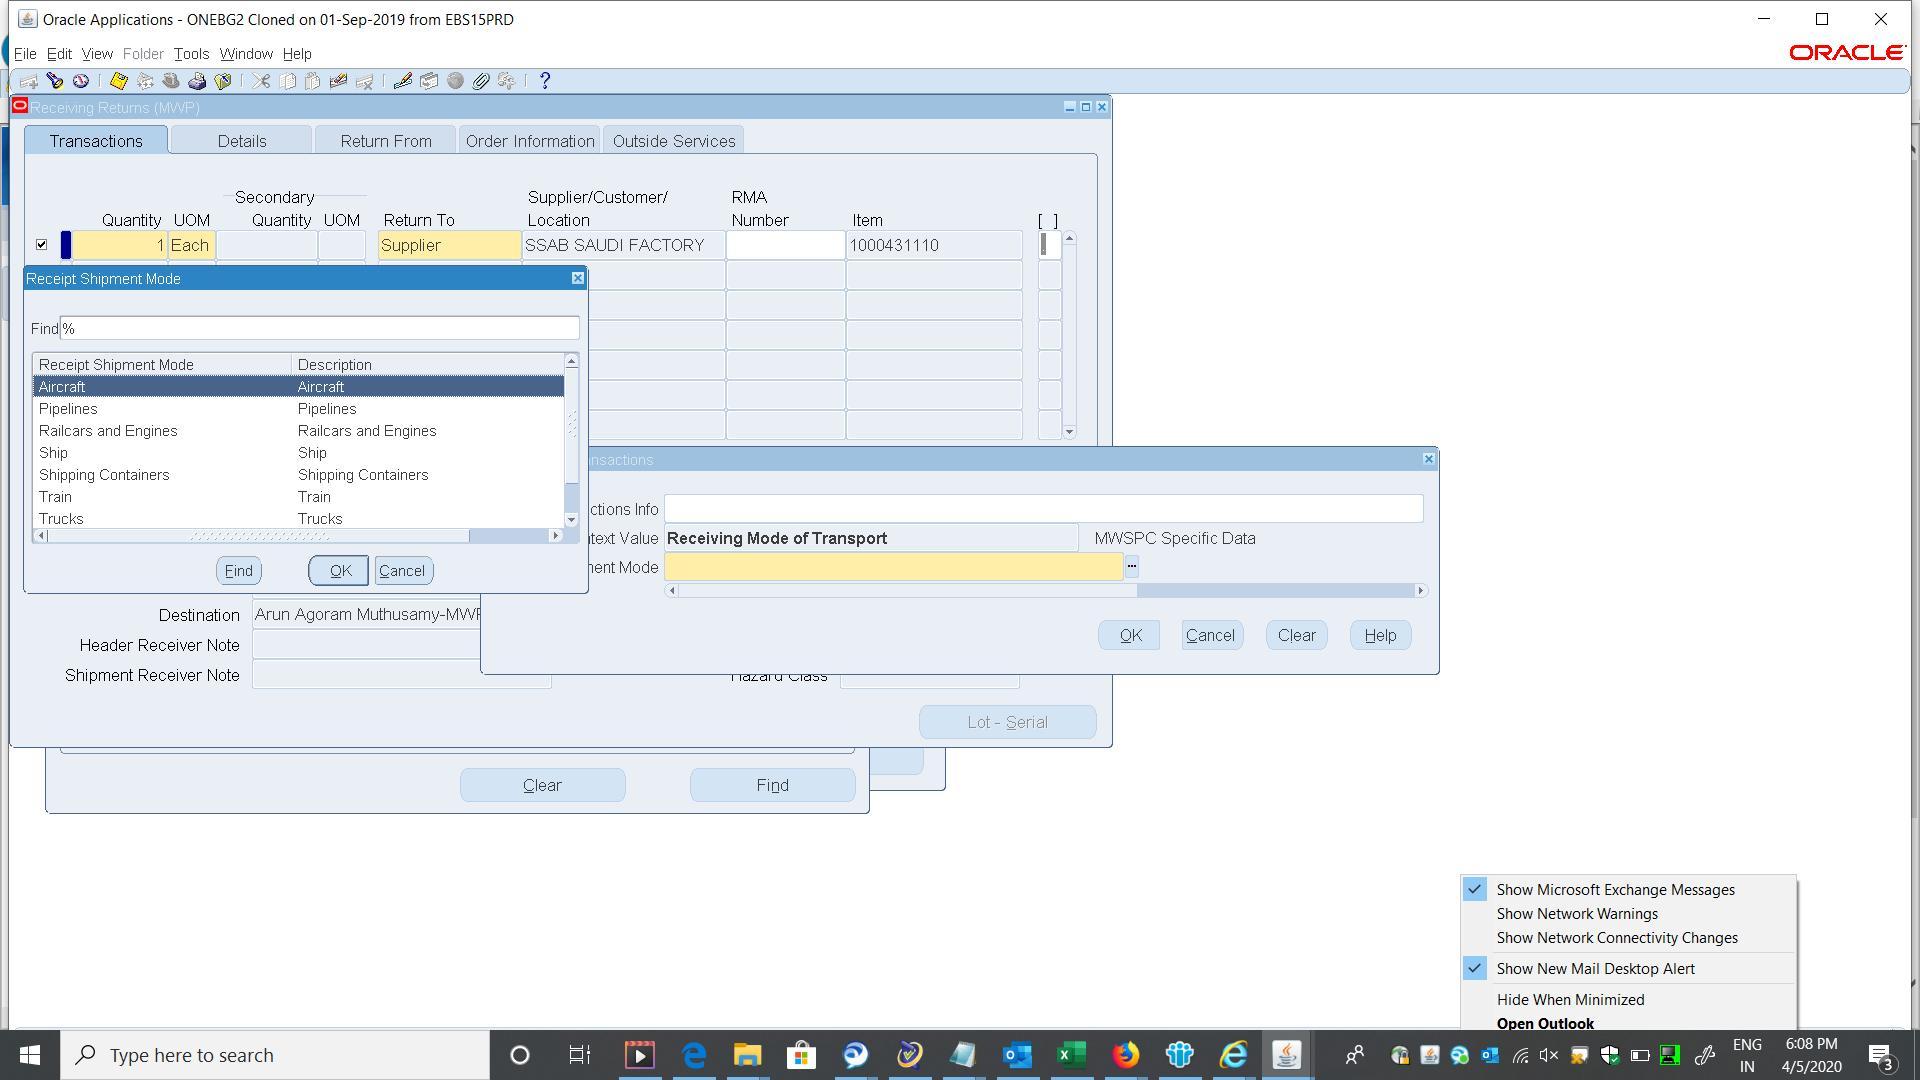 Oracle Applications - ONEBG2 Cloned on 01-Sep-2019 from EBS15PRD
File Edit View Folder Tools Window Help
ORACLE
Receiving Returns (MWP)
Transactions Details Return From Order Information Outside Services
Secondary Supplier/Customer/ RMA
Quantity UOM Quantity UOM Return To Location Number Item [ ]
1 Each Supplier SSAB SAUDI FACTORY 1000431110
Receipt Shipment Mode
Find %
Receipt Shipment Mode Description
Aircraft Aircraft
Pipelines Pipelines
Railcars and Engines Railcars and Engines
Ship Ship
Shipping Containers Shipping Containers
Train Train
Trucks Trucks
Find OK Cancel
nsactions
ctions Info
text Value Receiving Mode of Transport MWSPC Specific Data
nent Mode ...
OK Cancel Clear Help
Destination Arun Agoram Muthusamy-MWP
Header Receiver Note
Shipment Receiver Note
Hazard Class
Lot - Serial
Clear Find
Show Microsoft Exchange Messages
Show Network Warnings
Show Network Connectivity Changes
Show New Mail Desktop Alert
Hide When Minimized
Open Outlook
Type here to search
ENG
IN
6:08 PM
4/5/2020
3